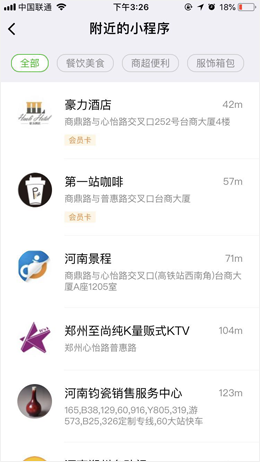 中国联通
下午3:26
18%
附近的小程序
全部
餐饮美食
商超便利
服饰箱包
豪力酒店
42m
商鼎路与心怡路交叉口252号台商大厦4楼
会员卡
第一站咖啡
57m
商鼎路与普惠路交叉口台商大厦
会员卡
河南景程
71m
商鼎路与心怡路交叉口(高铁站西南角)台商大
厦A座1205室
郑州至尚纯K量贩式KTV
104m
郑州心怡路普惠路
河南钧瓷销售服务中心
123m
165,B38,129,60,916,Y805,319,游
573,B25,326定制专线,60大站快车